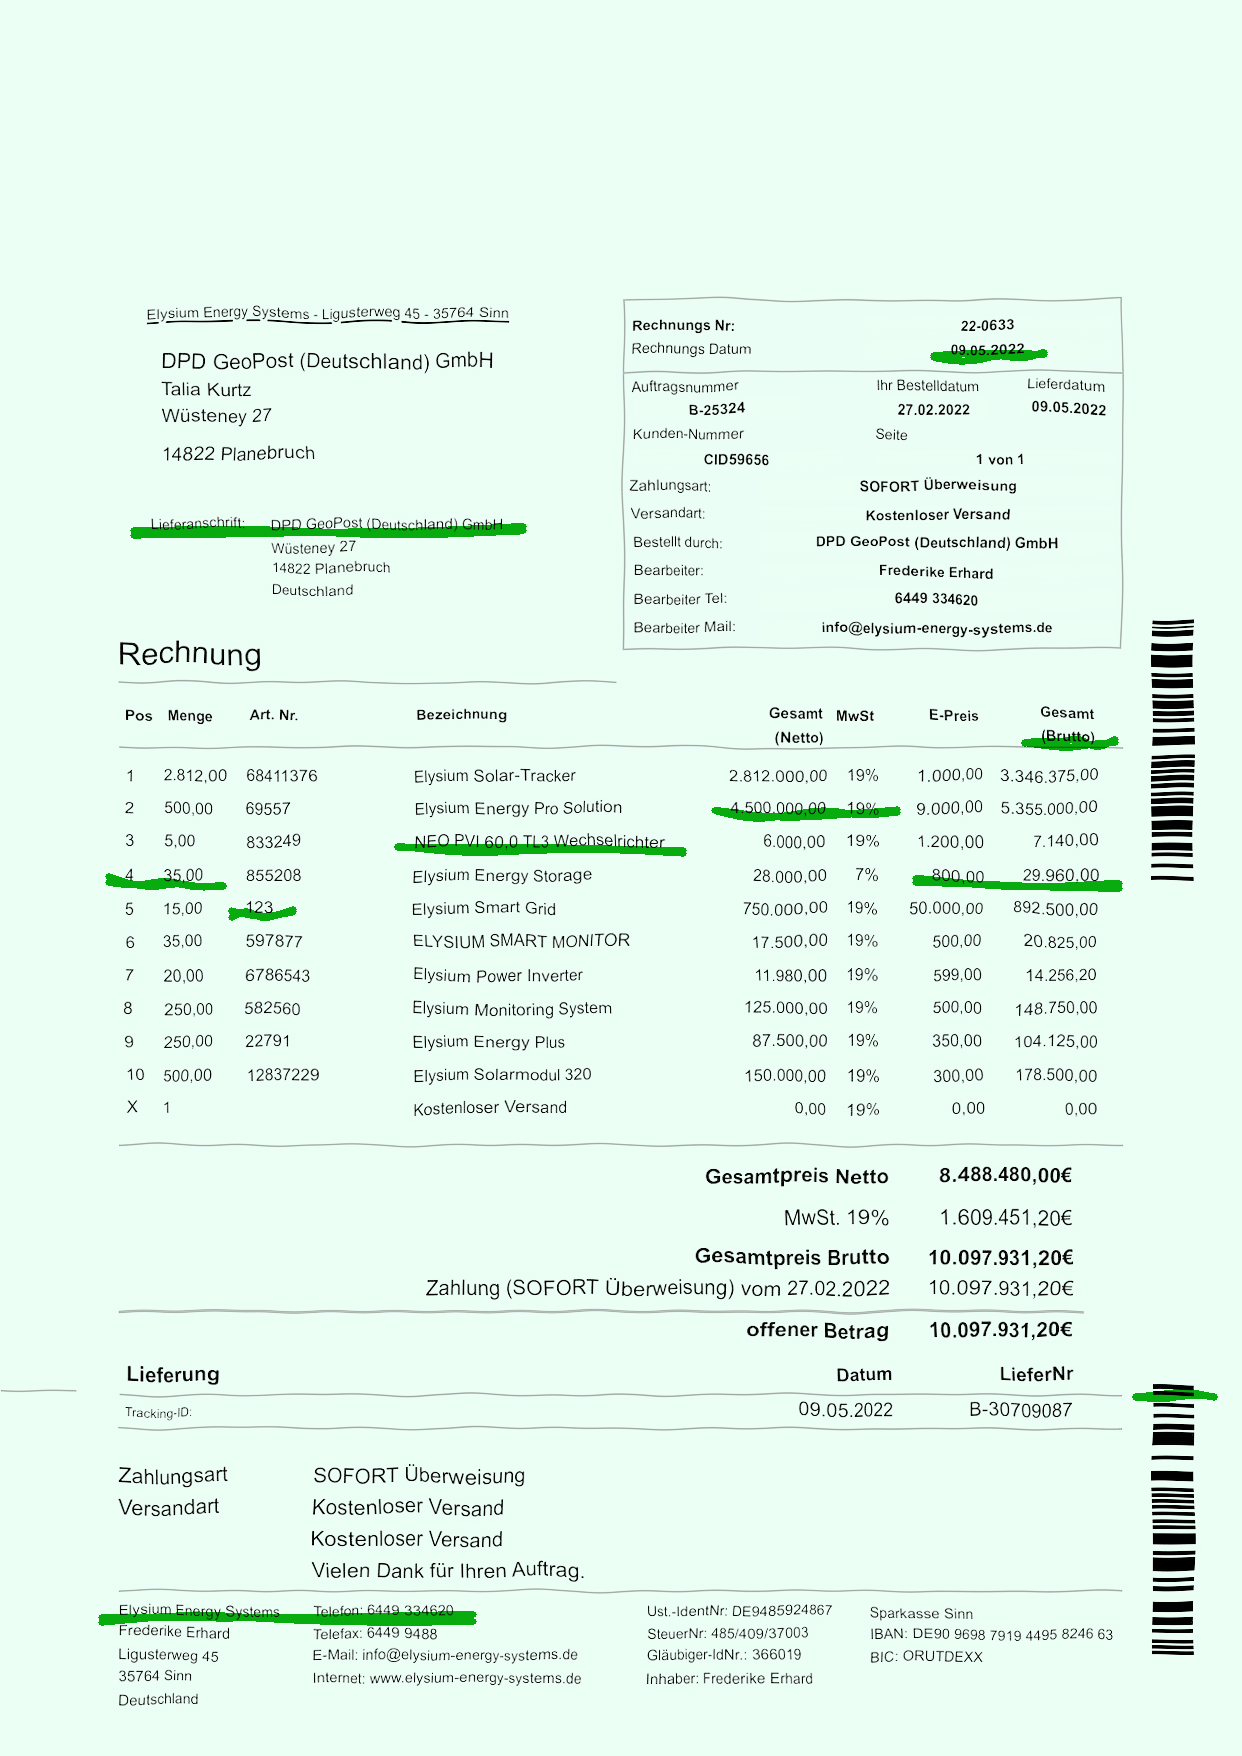 Elysium Energy Systems - Ligusterweg 45 - 35764 Sinn
DPD GeoPost (Deutschland) GmbH
Talia Kurtz
Wüsteney 27
14822 Planebruch
Lieferanschrift: DPD GeoPost (Deutschland) GmbH
Wüsteney 27
14822 Planebruch
Deutschland
Rechnungs Nr: 22-0633
Rechnungs Datum 09.05.2022
Auftragsnummer Ihr Bestelldatum Lieferdatum
B-25324 27.02.2022 09.05.2022
Kunden-Nummer Seite
CID59656 1 von 1
Zahlungsart: SOFORT Überweisung
Versandart: Kostenloser Versand
Bestellt durch: DPD GeoPost (Deutschland) GmbH
Bearbeiter: Frederike Erhard
Bearbeiter Tel: 6449 334620
Bearbeiter Mail: info@elysium-energy-systems.de
Rechnung
Pos Menge Art. Nr. Bezeichnung Gesamt (Netto) MwSt E-Preis Gesamt (Brutto)
1 2.812,00 68411376 Elysium Solar-Tracker 2.812.000,00 19% 1.000,00 3.346.375,00
2 500,00 69557 Elysium Energy Pro Solution 4.500.000,00 19% 9.000,00 5.355.000,00
3 5,00 833249 NEO PVI 60,0 TL3 Wechselrichter 6.000,00 19% 1.200,00 7.140,00
4 35,00 855208 Elysium Energy Storage 28.000,00 7% 800,00 29.960,00
5 15,00 123 Elysium Smart Grid 750.000,00 19% 50.000,00 892.500,00
6 35,00 597877 ELYSIUM SMART MONITOR 17.500,00 19% 500,00 20.825,00
7 20,00 6786543 Elysium Power Inverter 11.980,00 19% 599,00 14.256,20
8 250,00 582560 Elysium Monitoring System 125.000,00 19% 500,00 148.750,00
9 250,00 22791 Elysium Energy Plus 87.500,00 19% 350,00 104.125,00
10 500,00 12837229 Elysium Solarmodul 320 150.000,00 19% 300,00 178.500,00
X 1 Kostenloser Versand 0,00 19% 0,00 0,00
Gesamtpreis Netto 8.488.480,00€
MwSt. 19% 1.609.451,20€
Gesamtpreis Brutto 10.097.931,20€
Zahlung (SOFORT Überweisung) vom 27.02.2022 10.097.931,20€
offener Betrag 10.097.931,20€
Lieferung Datum LieferNr
Tracking-ID: 09.05.2022 B-30709087
Zahlungsart SOFORT Überweisung
Versandart Kostenloser Versand
Kostenloser Versand
Vielen Dank für Ihren Auftrag.
Elysium Energy Systems Telefon: 6449 334620 Ust.-IdentNr: DE9485924867 Sparkasse Sinn
Frederike Erhard Telefax: 6449 9488 SteuerNr: 485/409/37003 IBAN: DE90 9698 7919 4495 8246 63
Ligusterweg 45 E-Mail: info@elysium-energy-systems.de Gläubiger-IdNr.: 366019 BIC: ORUTDEXX
35764 Sinn Internet: www.elysium-energy-systems.de Inhaber: Frederike Erhard
Deutschland